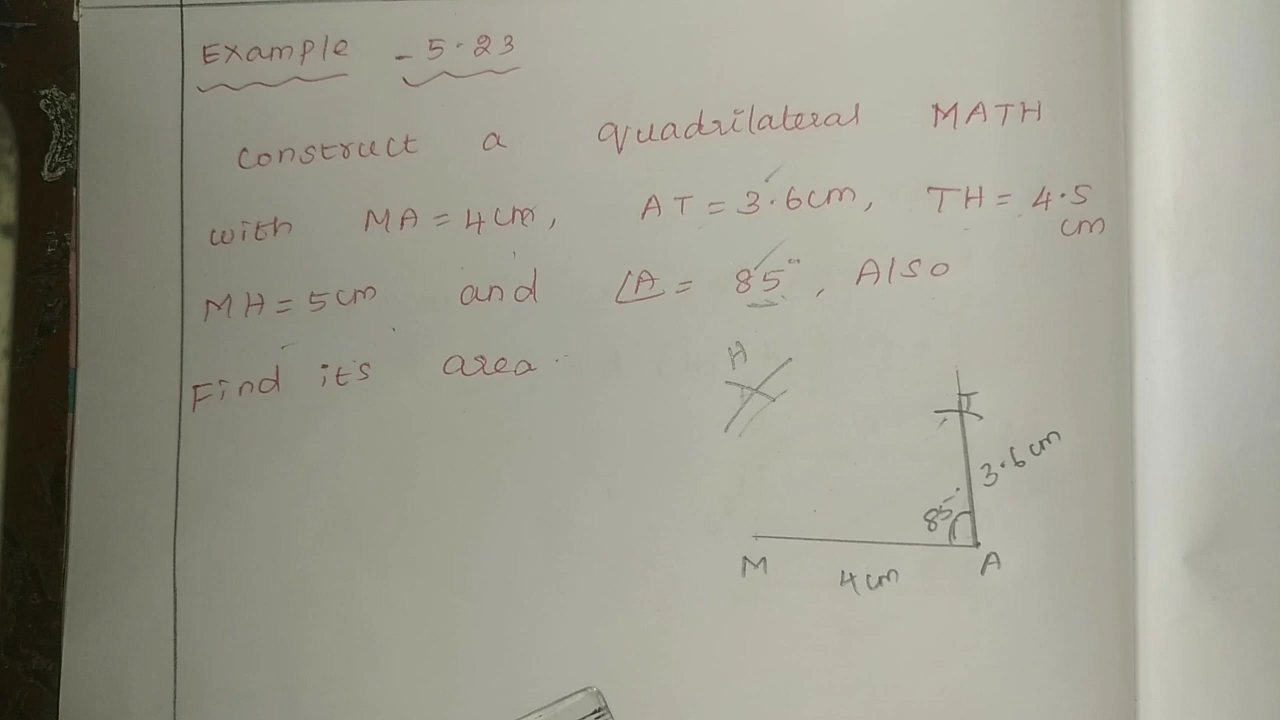 Example - 5.23
Construct a quadrilateral MATH
with MA = 4cm, AT = 3.6cm, TH = 4.5
cm
MH = 5cm and ∠A = 85°, Also
Find its area.
H
T
3.6cm
85°
M
4cm
A